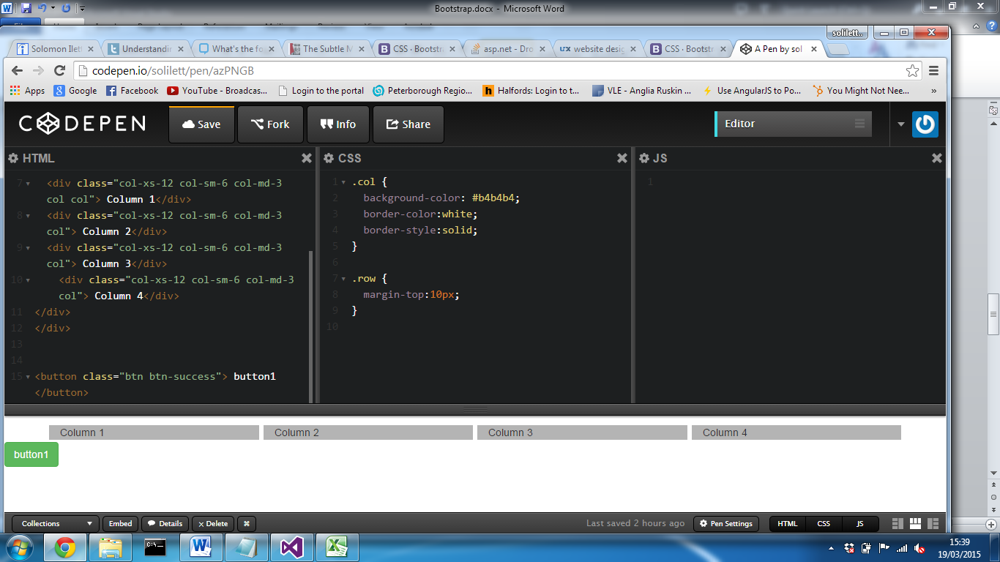 Bootstrap.docx - Microsoft Word
solilett..
Solomon Ilet
Understandin
What's the fo
The Subtle M
CSS · Bootstr
asp.net - Dro
website desig
CSS · Bootstr
A Pen by sol
codepen.io/solilett/pen/azPNGB
Apps
Google
Facebook
YouTube - Broadcas...
Login to the portal
Peterborough Regio...
Halfords: Login to t...
VLE - Anglia Ruskin ...
Use AngularJS to Po...
You Might Not Nee...
»
CODEPEN
Save
Fork
Info
Share
Editor
HTML
7 <div class="col-xs-12 col-sm-6 col-md-3
col col"> Column 1</div>
8 <div class="col-xs-12 col-sm-6 col-md-3
col"> Column 2</div>
9 <div class="col-xs-12 col-sm-6 col-md-3
col"> Column 3</div>
10 <div class="col-xs-12 col-sm-6 col-md-3
col"> Column 4</div>
11 </div>
12 </div>
13
14
15 <button class="btn btn-success"> button1
</button>
CSS
1 .col {
2 background-color: #b4b4b4;
3 border-color:white;
4 border-style:solid;
5 }
6
7 .row {
8 margin-top:10px;
9 }
10
JS
1
Column 1
Column 2
Column 3
Column 4
button1
Collections
Embed
Details
x Delete
⌘
Last saved 2 hours ago
Pen Settings
HTML
CSS
JS
15:39
19/03/2015